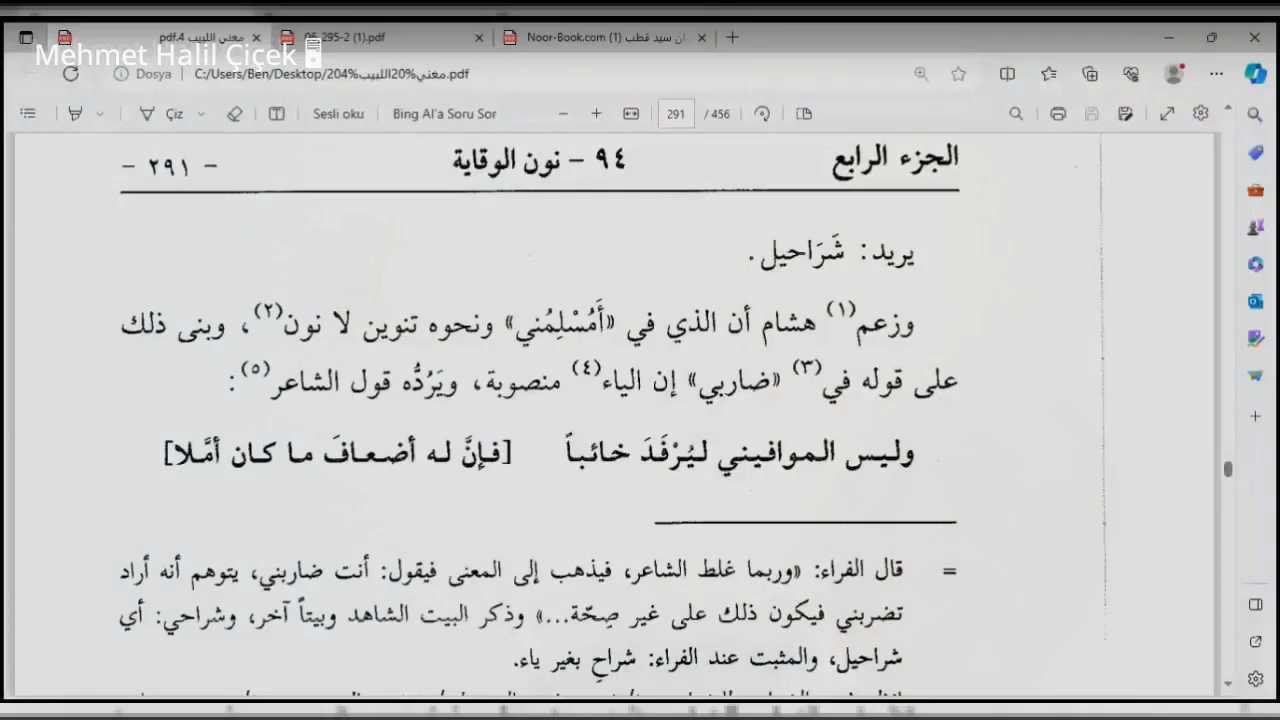 مغني اللبيب 4.pdf
06_295-2 (1).pdf
Noor-Book.com (1) ان سيد قطب
Mehmet Halil Çiçek
Dosya
C:/Users/Ben/Desktop/204%مغني%20اللبيب.pdf
Çiz
Sesli oku
Bing AI'a Soru Sor
291 / 456
الجزء الرابع ٩٤ - نون الوقاية - ٢٩١ -
يريد: شَرَاحيل.
وزعم(١) هشام أن الذي في «أَمُسْلِمُني» ونحوه تنوين لا نون(٢)، وبنى ذلك
على قوله في(٣) «ضاربي» إن الياء(٤) منصوبة، ويَرُدُّه قول الشاعر(٥):
وليس الموافيني ليُرْفَدَ خائباً [فإنَّ له أضعافَ ما كان أمَّلا]
= قال الفراء: «وربما غلط الشاعر، فيذهب إلى المعنى فيقول: أنت ضاربني، يتوهم أنه أراد
تضربني فيكون ذلك على غير صِحّة...» وذكر البيت الشاهد وبيتاً آخر، وشراحي: أي
شراحيل، والمثبت عند الفراء: شراحِ بغير ياء.